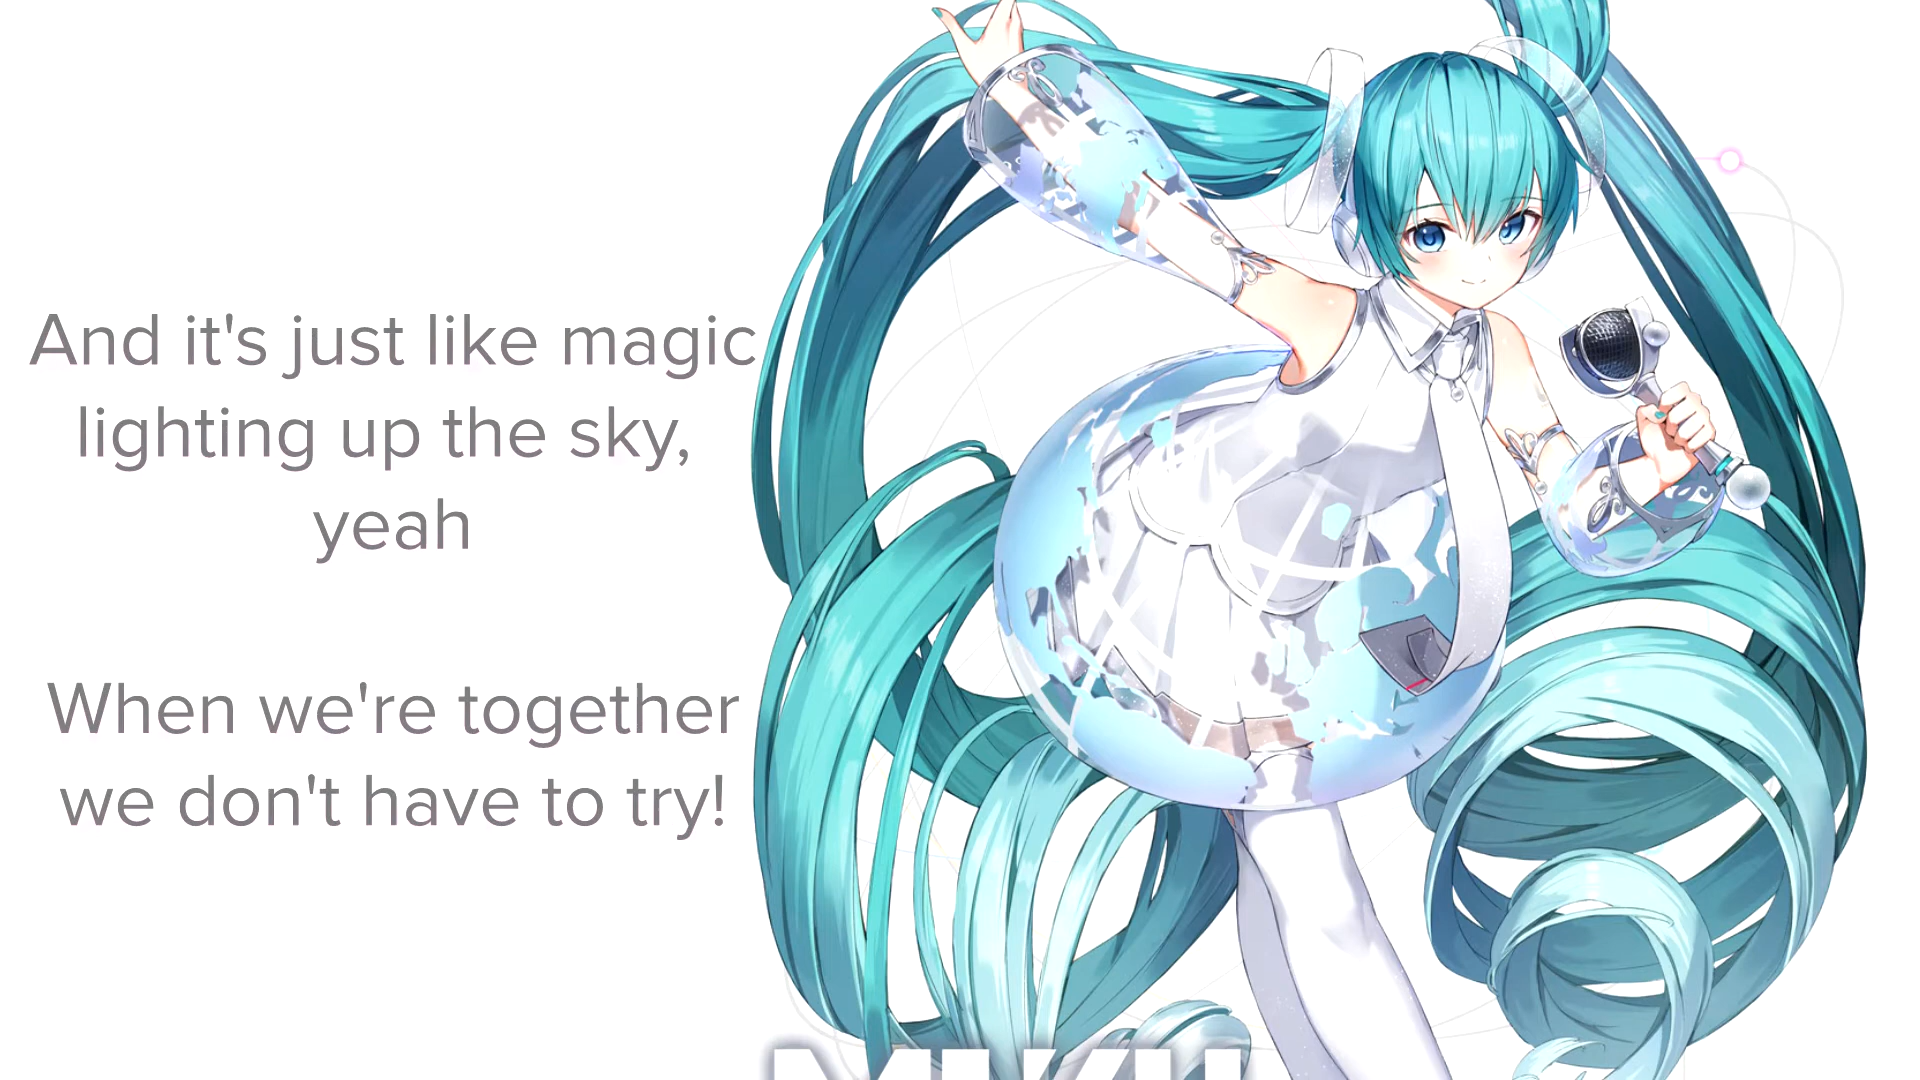 And it's just like magic
lighting up the sky,
yeah
When we're together
we don't have to try!
MIKU